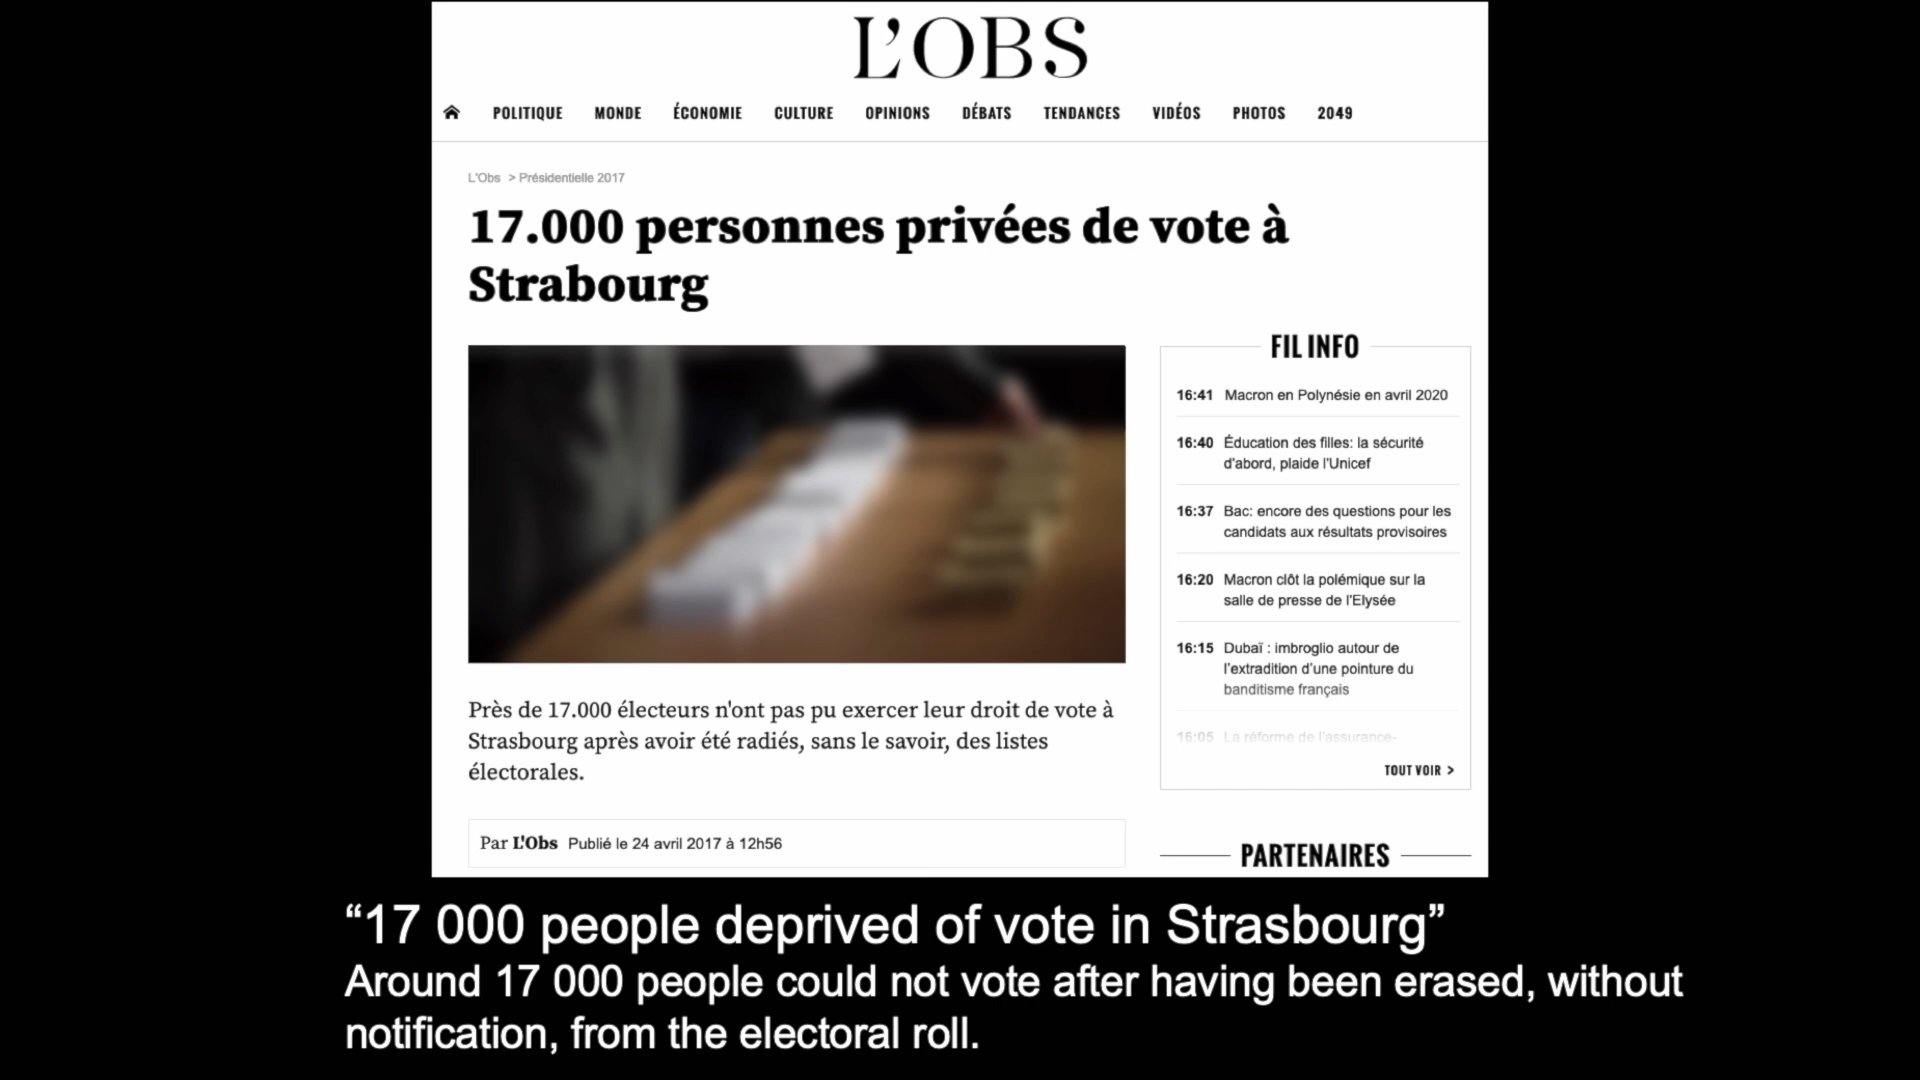 L'OBS
POLITIQUE MONDE ÉCONOMIE CULTURE OPINIONS DÉBATS TENDANCES VIDÉOS PHOTOS 2049
L'Obs > Présidentielle 2017
17.000 personnes privées de vote à
Strabourg
Près de 17.000 électeurs n'ont pas pu exercer leur droit de vote à
Strasbourg après avoir été radiés, sans le savoir, des listes
électorales.
Par L'Obs Publié le 24 avril 2017 à 12h56
FIL INFO
16:41 Macron en Polynésie en avril 2020
16:40 Éducation des filles: la sécurité
d'abord, plaide l'Unicef
16:37 Bac: encore des questions pour les
candidats aux résultats provisoires
16:20 Macron clôt la polémique sur la
salle de presse de l'Elysée
16:15 Dubaï : imbroglio autour de
l'extradition d'une pointure du
banditisme français
16:05 La réforme de l'assurance-
TOUT VOIR >
PARTENAIRES
“17 000 people deprived of vote in Strasbourg”
Around 17 000 people could not vote after having been erased, without
notification, from the electoral roll.